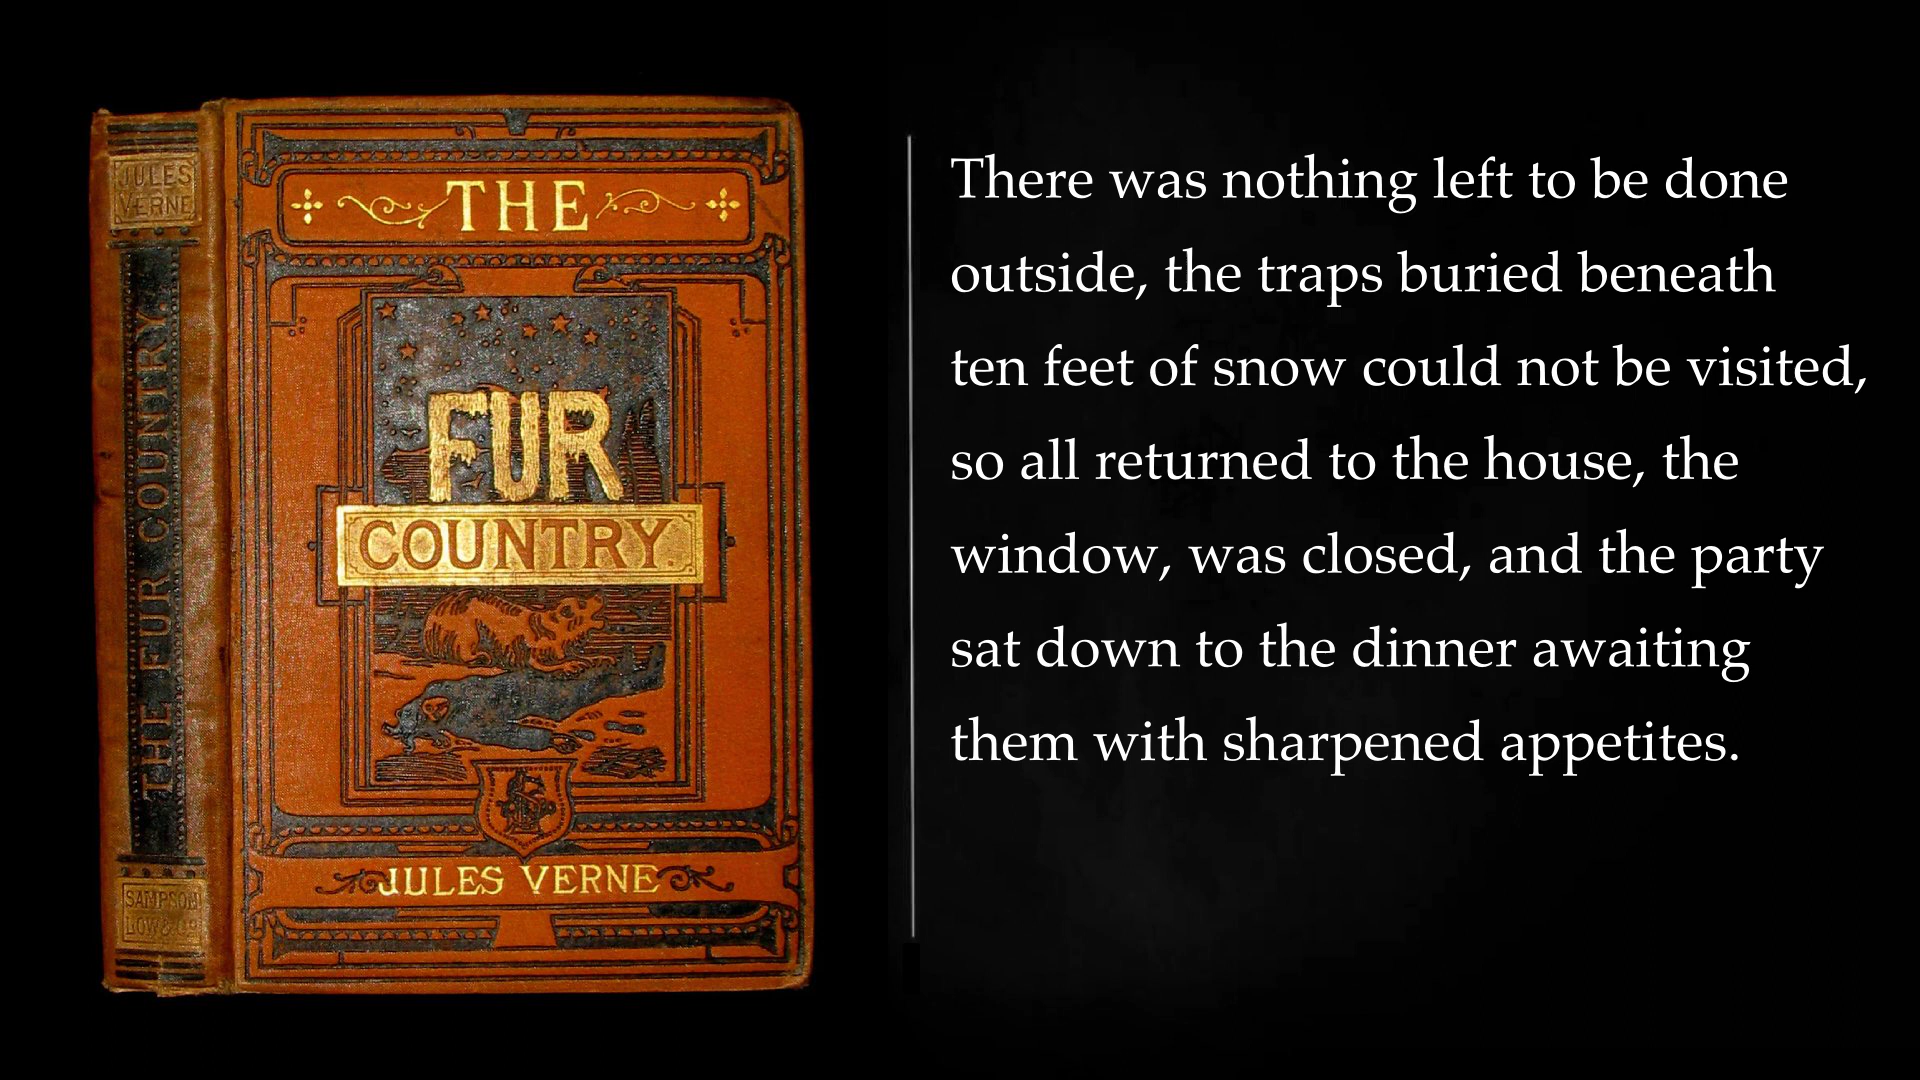 JULES
VERNE
THE FUR COUNTRY.
SAMPSON
LOW & Co
THE
FUR
COUNTRY.
JULES VERNE
There was nothing left to be done
outside, the traps buried beneath
ten feet of snow could not be visited,
so all returned to the house, the
window, was closed, and the party
sat down to the dinner awaiting
them with sharpened appetites.